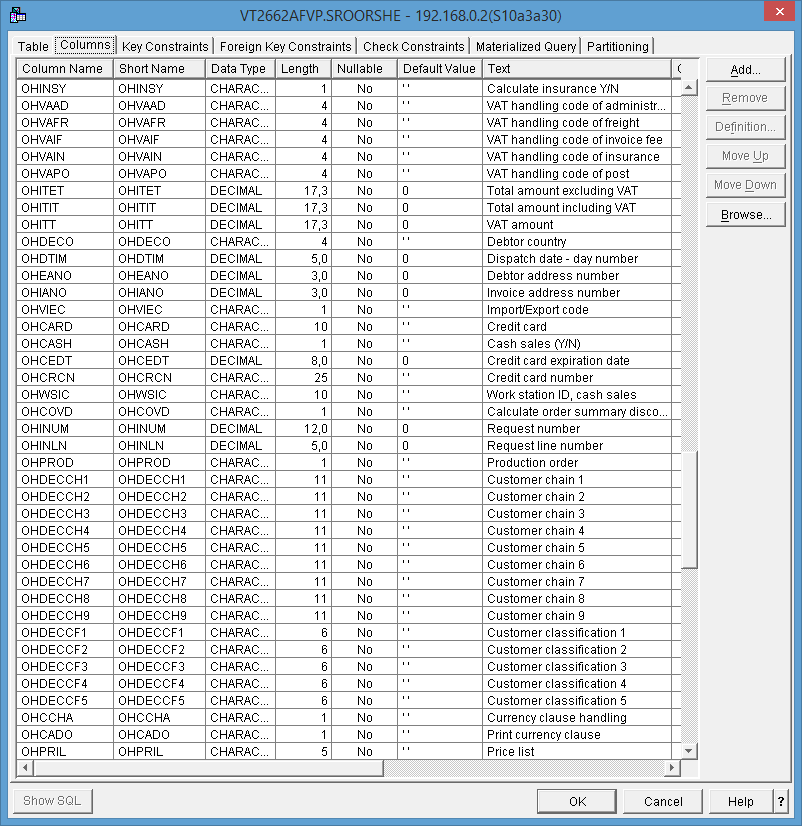 VT2662AFVP.SROORSHE - 192.168.0.2(S10a3a30)
Table Columns Key Constraints Foreign Key Constraints Check Constraints Materialized Query Partitioning
Column Name Short Name Data Type Length Nullable Default Value Text
OHINSY OHINSY CHARAC... 1 No ' ' Calculate insurance Y/N
OHVAAD OHVAAD CHARAC... 4 No ' ' VAT handling code of administr...
OHVAFR OHVAFR CHARAC... 4 No ' ' VAT handling code of freight
OHVAIF OHVAIF CHARAC... 4 No ' ' VAT handling code of invoice fee
OHVAIN OHVAIN CHARAC... 4 No ' ' VAT handling code of insurance
OHVAPO OHVAPO CHARAC... 4 No ' ' VAT handling code of post
OHITET OHITET DECIMAL 17,3 No 0 Total amount excluding VAT
OHITIT OHITIT DECIMAL 17,3 No 0 Total amount including VAT
OHITT OHITT DECIMAL 17,3 No 0 VAT amount
OHDECO OHDECO CHARAC... 4 No ' ' Debtor country
OHDTIM OHDTIM DECIMAL 5,0 No 0 Dispatch date - day number
OHEANO OHEANO DECIMAL 3,0 No 0 Debtor address number
OHIANO OHIANO DECIMAL 3,0 No 0 Invoice address number
OHVIEC OHVIEC CHARAC... 1 No ' ' Import/Export code
OHCARD OHCARD CHARAC... 10 No ' ' Credit card
OHCASH OHCASH CHARAC... 1 No ' ' Cash sales (Y/N)
OHCEDT OHCEDT DECIMAL 8,0 No 0 Credit card expiration date
OHCRCN OHCRCN CHARAC... 25 No ' ' Credit card number
OHWSIC OHWSIC CHARAC... 10 No ' ' Work station ID, cash sales
OHCOVD OHCOVD CHARAC... 1 No ' ' Calculate order summary disco...
OHINUM OHINUM DECIMAL 12,0 No 0 Request number
OHINLN OHINLN DECIMAL 5,0 No 0 Request line number
OHPROD OHPROD CHARAC... 1 No ' ' Production order
OHDECCH1 OHDECCH1 CHARAC... 11 No ' ' Customer chain 1
OHDECCH2 OHDECCH2 CHARAC... 11 No ' ' Customer chain 2
OHDECCH3 OHDECCH3 CHARAC... 11 No ' ' Customer chain 3
OHDECCH4 OHDECCH4 CHARAC... 11 No ' ' Customer chain 4
OHDECCH5 OHDECCH5 CHARAC... 11 No ' ' Customer chain 5
OHDECCH6 OHDECCH6 CHARAC... 11 No ' ' Customer chain 6
OHDECCH7 OHDECCH7 CHARAC... 11 No ' ' Customer chain 7
OHDECCH8 OHDECCH8 CHARAC... 11 No ' ' Customer chain 8
OHDECCH9 OHDECCH9 CHARAC... 11 No ' ' Customer chain 9
OHDECCF1 OHDECCF1 CHARAC... 6 No ' ' Customer classification 1
OHDECCF2 OHDECCF2 CHARAC... 6 No ' ' Customer classification 2
OHDECCF3 OHDECCF3 CHARAC... 6 No ' ' Customer classification 3
OHDECCF4 OHDECCF4 CHARAC... 6 No ' ' Customer classification 4
OHDECCF5 OHDECCF5 CHARAC... 6 No ' ' Customer classification 5
OHCCHA OHCCHA CHARAC... 1 No ' ' Currency clause handling
OHCADO OHCADO CHARAC... 1 No ' ' Print currency clause
OHPRIL OHPRIL CHARAC... 5 No ' ' Price list
Add...
Remove
Definition...
Move Up
Move Down
Browse...
Show SQL OK Cancel Help ?